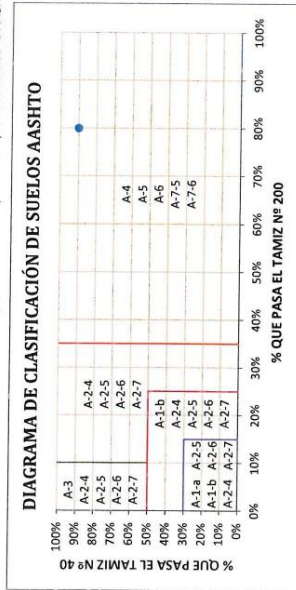 DIAGRAMA DE CLASIFICACIÓN DE SUELOS AASHTO
% QUE PASA EL TAMIZ Nº 40
100%
90%
80%
70%
60%
50%
40%
30%
20%
10%
0%
A-3
A-2-4
A-2-5
A-2-6
A-2-7
A-2-4
A-2-5
A-2-6
A-2-7
A-1-b
A-2-4
A-2-5
A-2-6
A-2-7
A-1-a A-2-5
A-1-b A-2-6
A-2-4 A-2-7
A-4
A-5
A-6
A-7-5
A-7-6
0% 10% 20% 30% 40% 50% 60% 70% 80% 90% 100%
% QUE PASA EL TAMIZ Nº 200